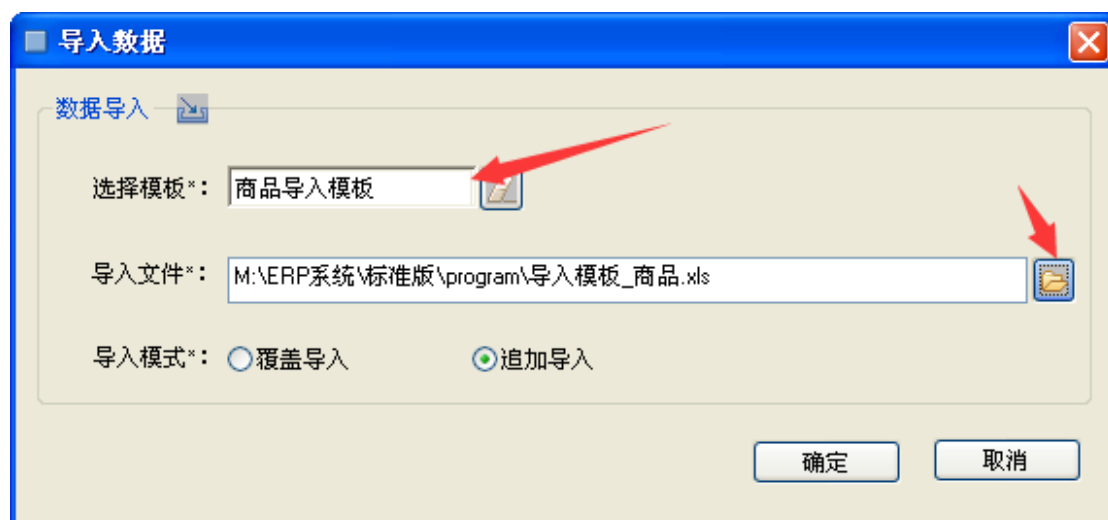 导入数据
数据导入
选择模板*： 商品导入模板
导入文件*： M:\ERP系统\标准版\program\导入模板_商品.xls
导入模式*： 覆盖导入 追加导入
确定 取消